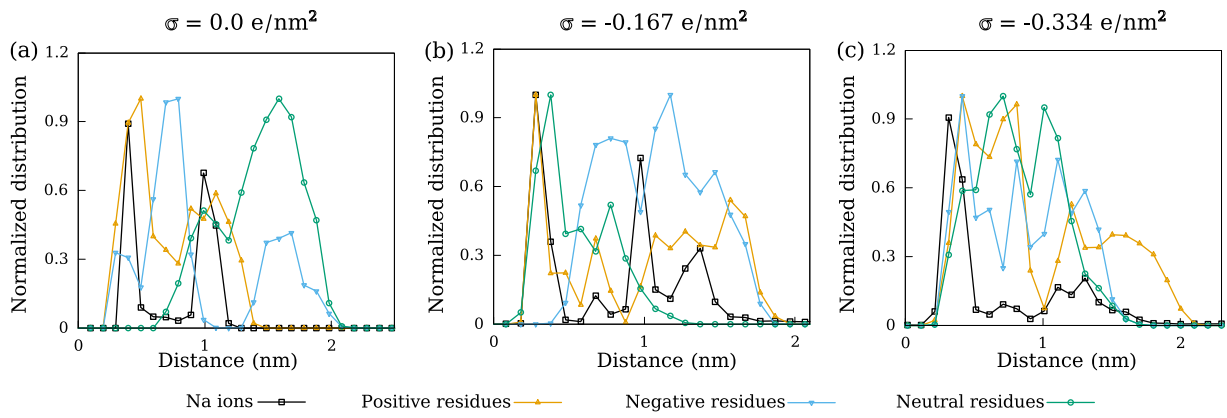 σ = 0.0 e/nm²
σ = -0.167 e/nm²
σ = -0.334 e/nm²
(a)
(b)
(c)
Normalized distribution
1.2
0.9
0.6
0.3
0
0
1
2
Distance (nm)
Normalized distribution
1.2
0.9
0.6
0.3
0
0
1
2
Distance (nm)
Normalized distribution
1.2
0.9
0.6
0.3
0
0
1
2
Distance (nm)
Na ions
Positive residues
Negative residues
Neutral residues